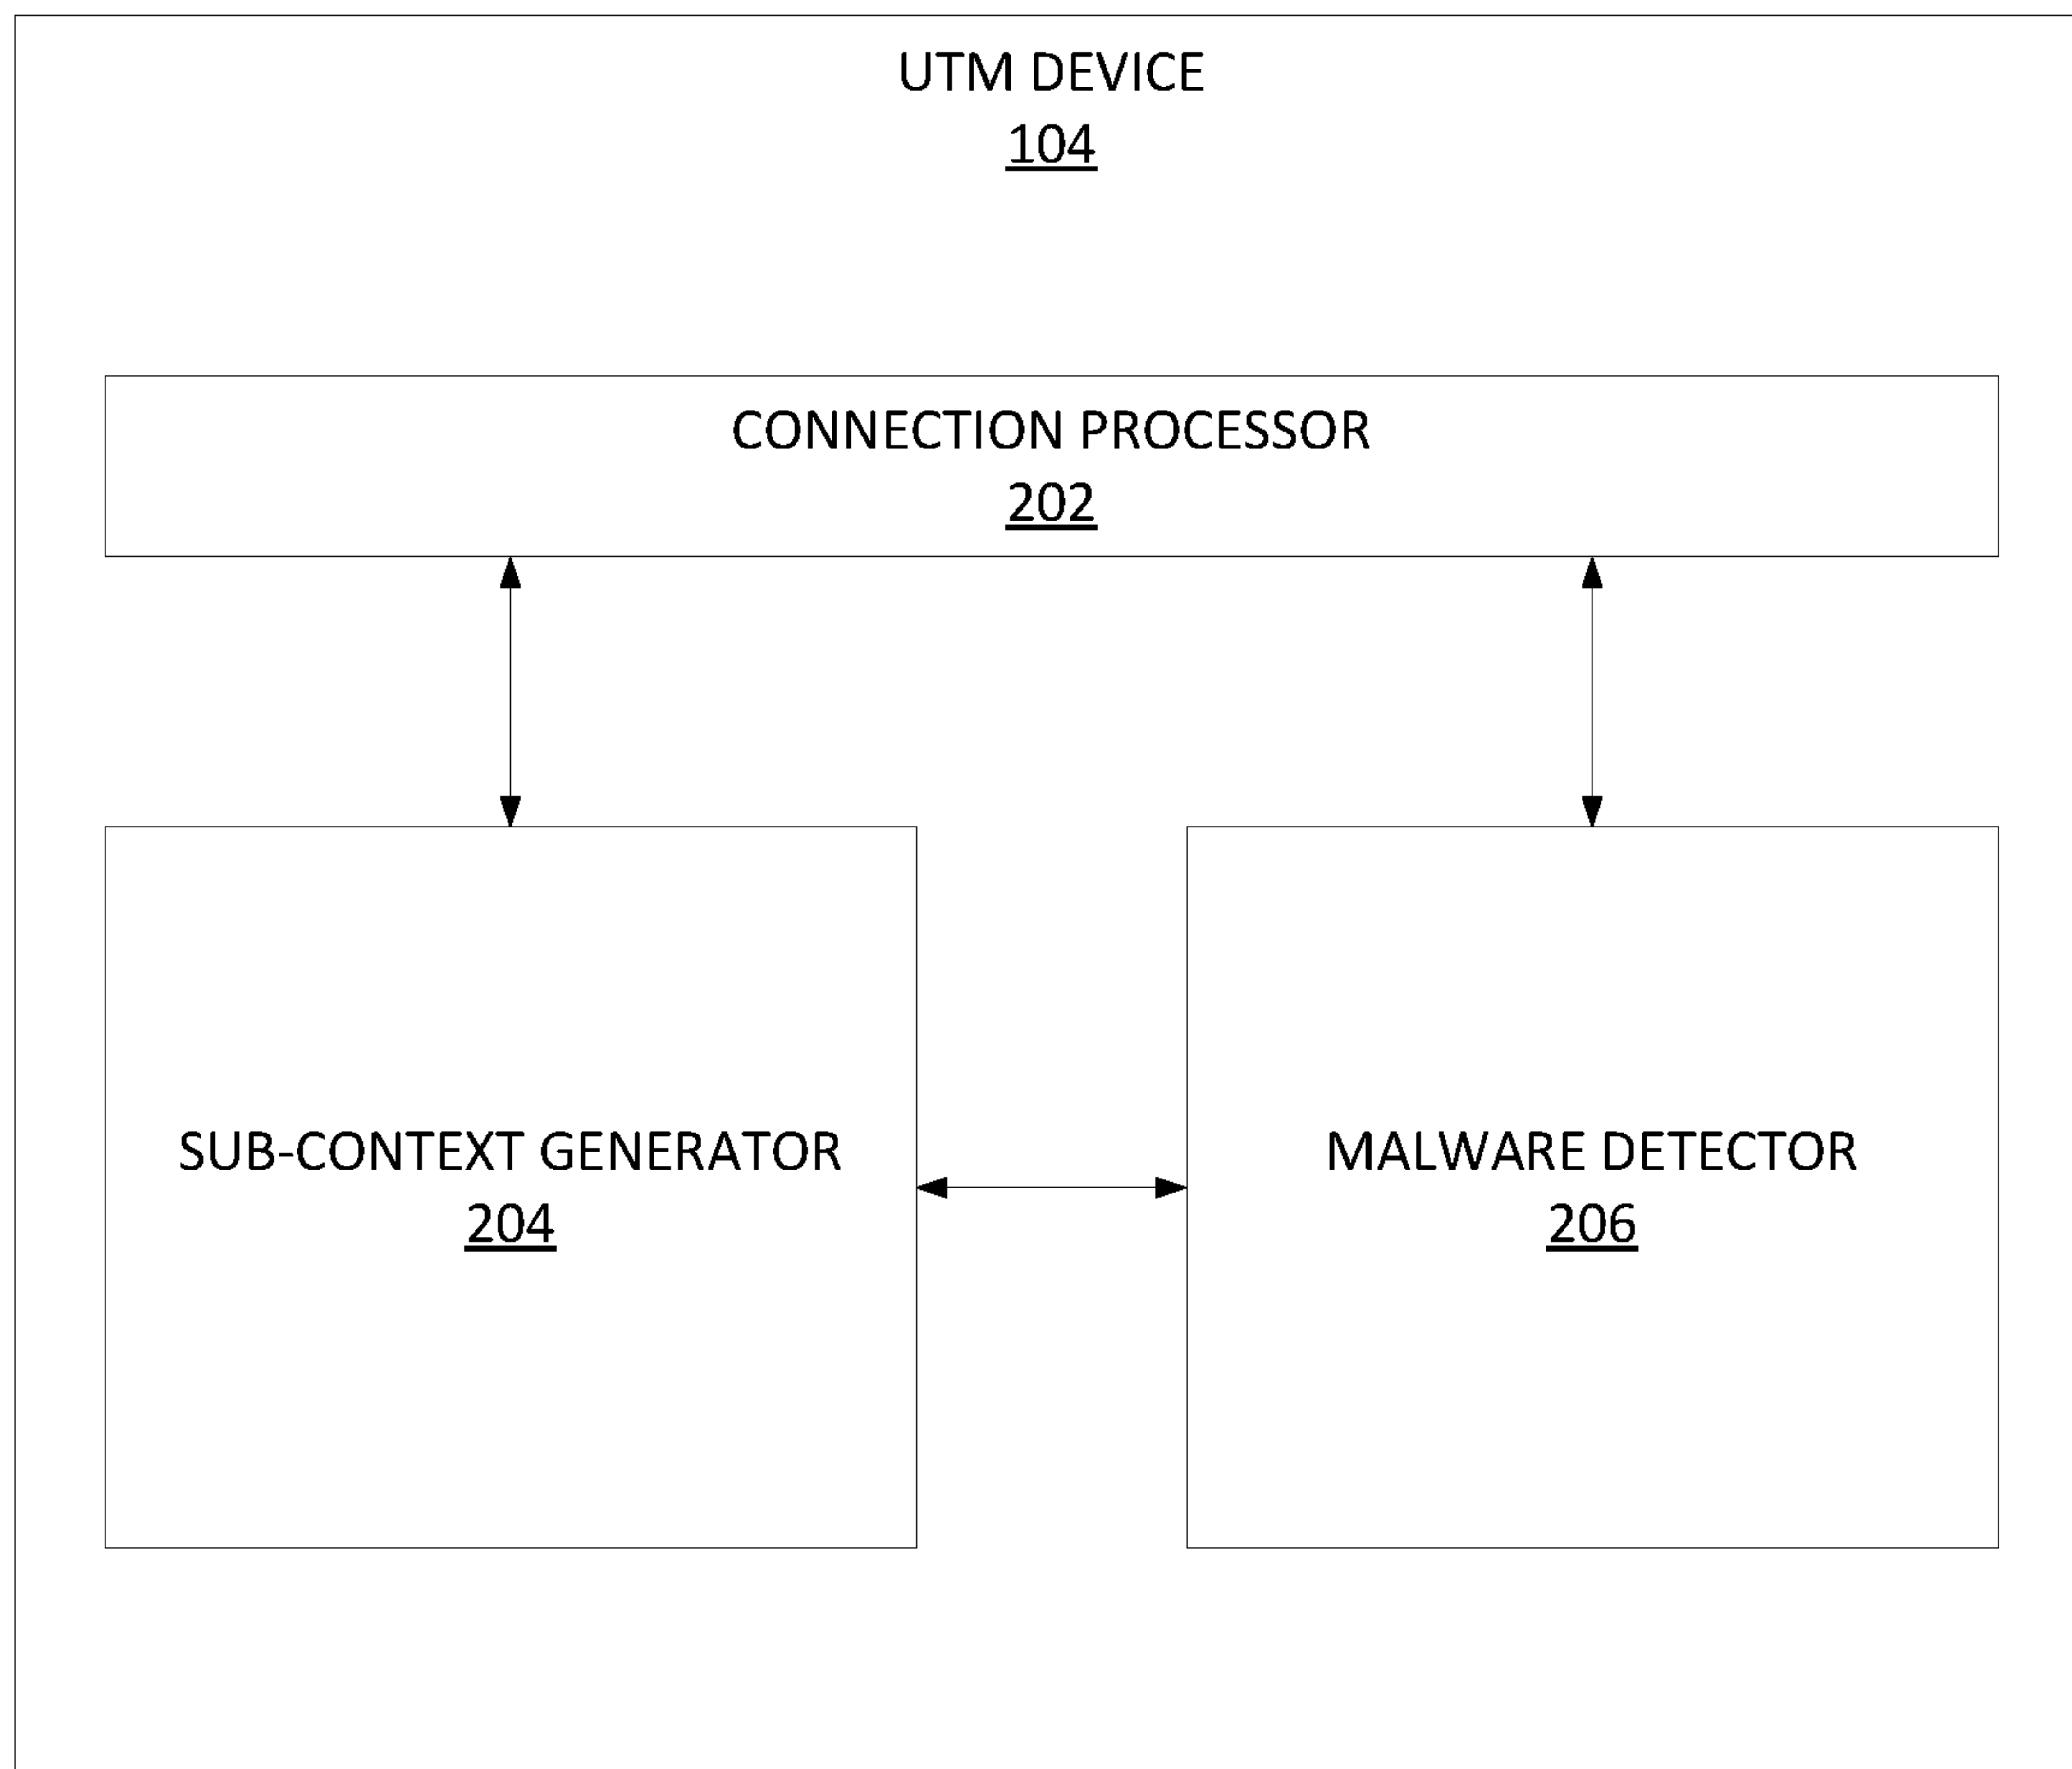 UTM DEVICE
104
CONNECTION PROCESSOR
202
SUB-CONTEXT GENERATOR
204
MALWARE DETECTOR
206